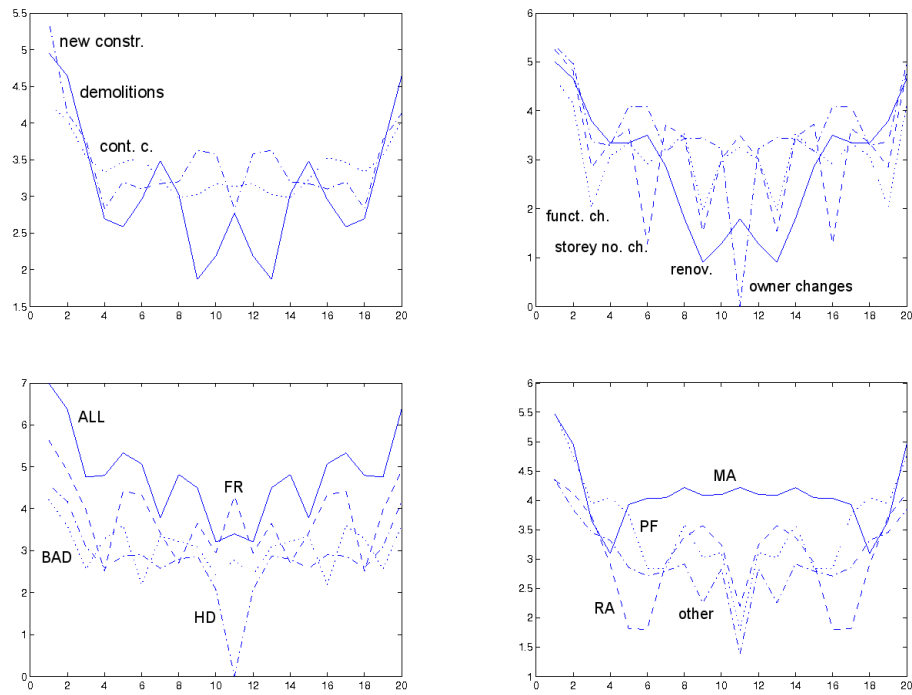 5.5
5
4.5
4
3.5
3
2.5
2
1.5
new constr.
demolitions
cont. c.
0 2 4 6 8 10 12 14 16 18 20
6
5
4
3
2
1
0
funct. ch.
storey no. ch.
renov.
owner changes
0 2 4 6 8 10 12 14 16 18 20
7
6
5
4
3
2
1
0
ALL
FR
BAD
HD
0 2 4 6 8 10 12 14 16 18 20
6
5.5
5
4.5
4
3.5
3
2.5
2
1.5
1
MA
PF
RA
other
0 2 4 6 8 10 12 14 16 18 20